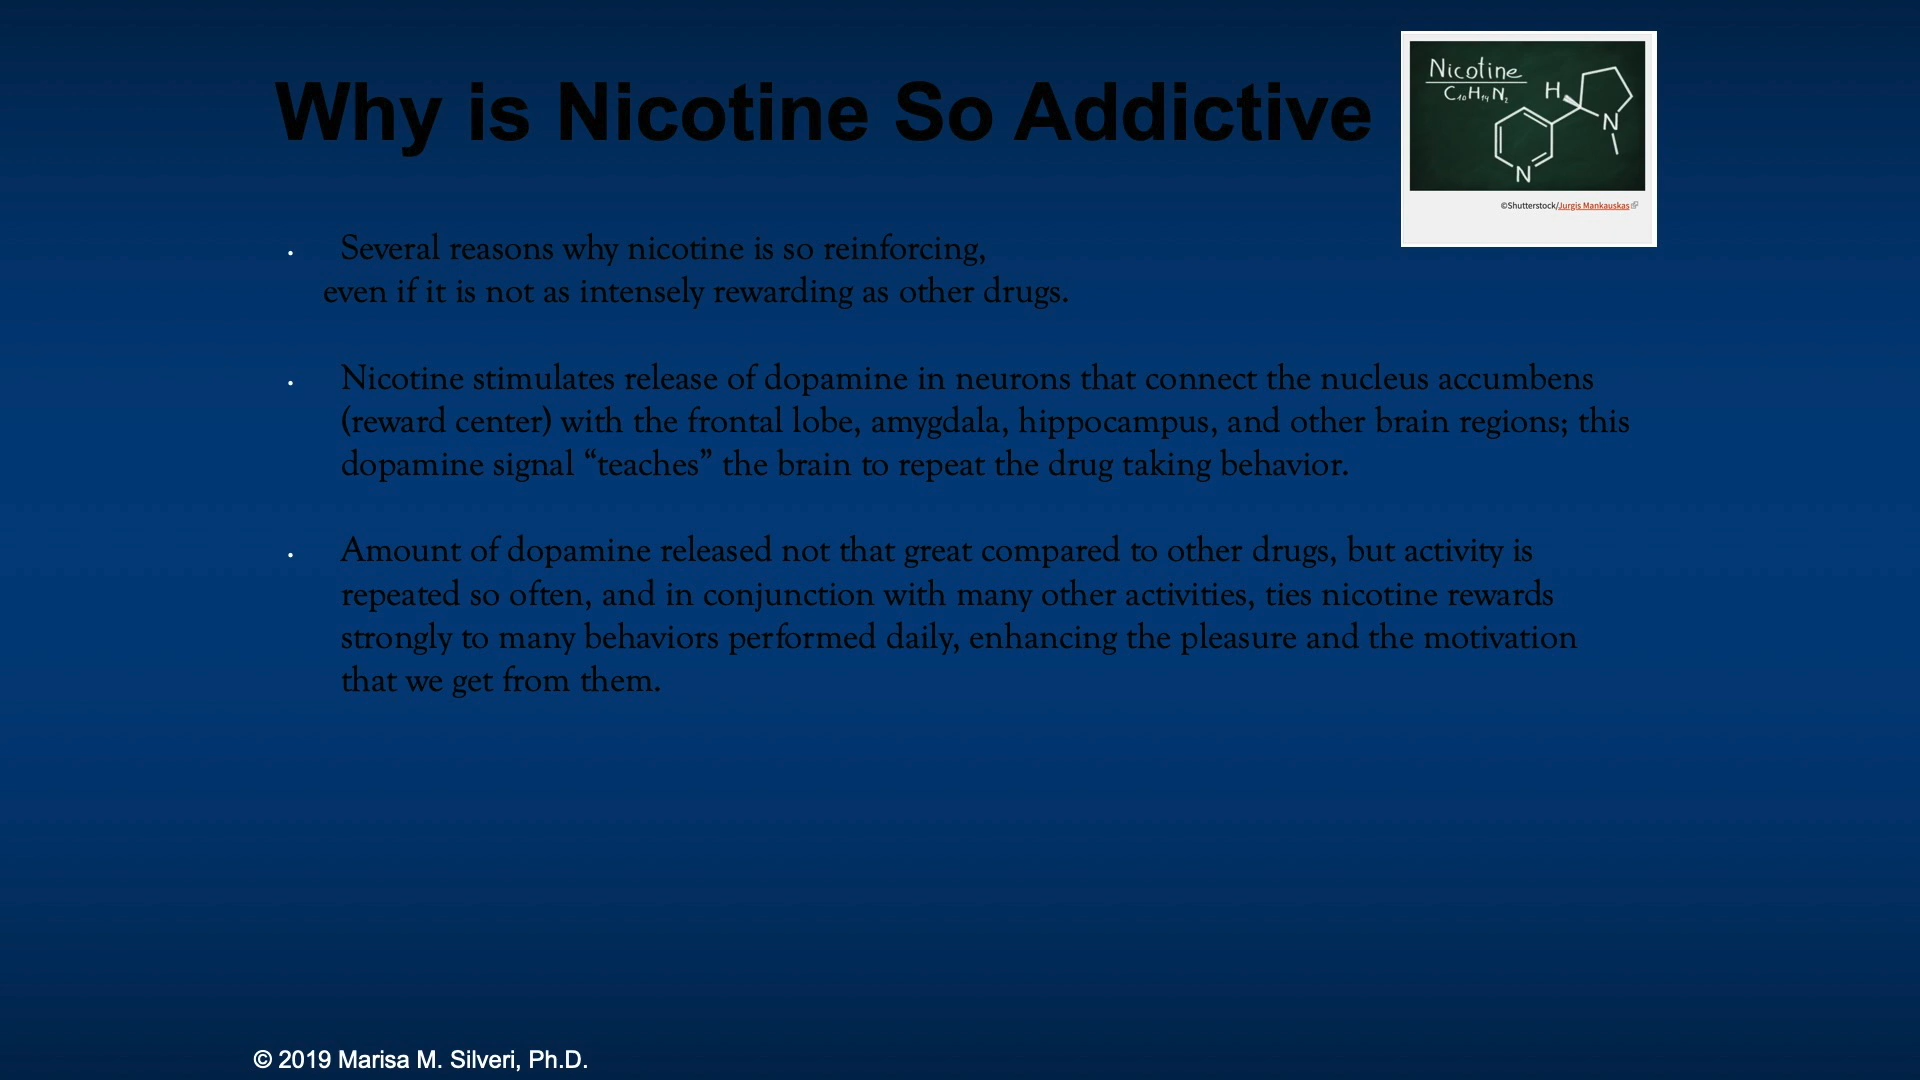 Why is Nicotine So Addictive
Nicotine
C₁₀H₁₄N₂
H
N
N
©Shutterstock/Jurgis Mankauskas
• Several reasons why nicotine is so reinforcing,
even if it is not as intensely rewarding as other drugs.
• Nicotine stimulates release of dopamine in neurons that connect the nucleus accumbens
(reward center) with the frontal lobe, amygdala, hippocampus, and other brain regions; this
dopamine signal “teaches” the brain to repeat the drug taking behavior.
• Amount of dopamine released not that great compared to other drugs, but activity is
repeated so often, and in conjunction with many other activities, ties nicotine rewards
strongly to many behaviors performed daily, enhancing the pleasure and the motivation
that we get from them.
© 2019 Marisa M. Silveri, Ph.D.